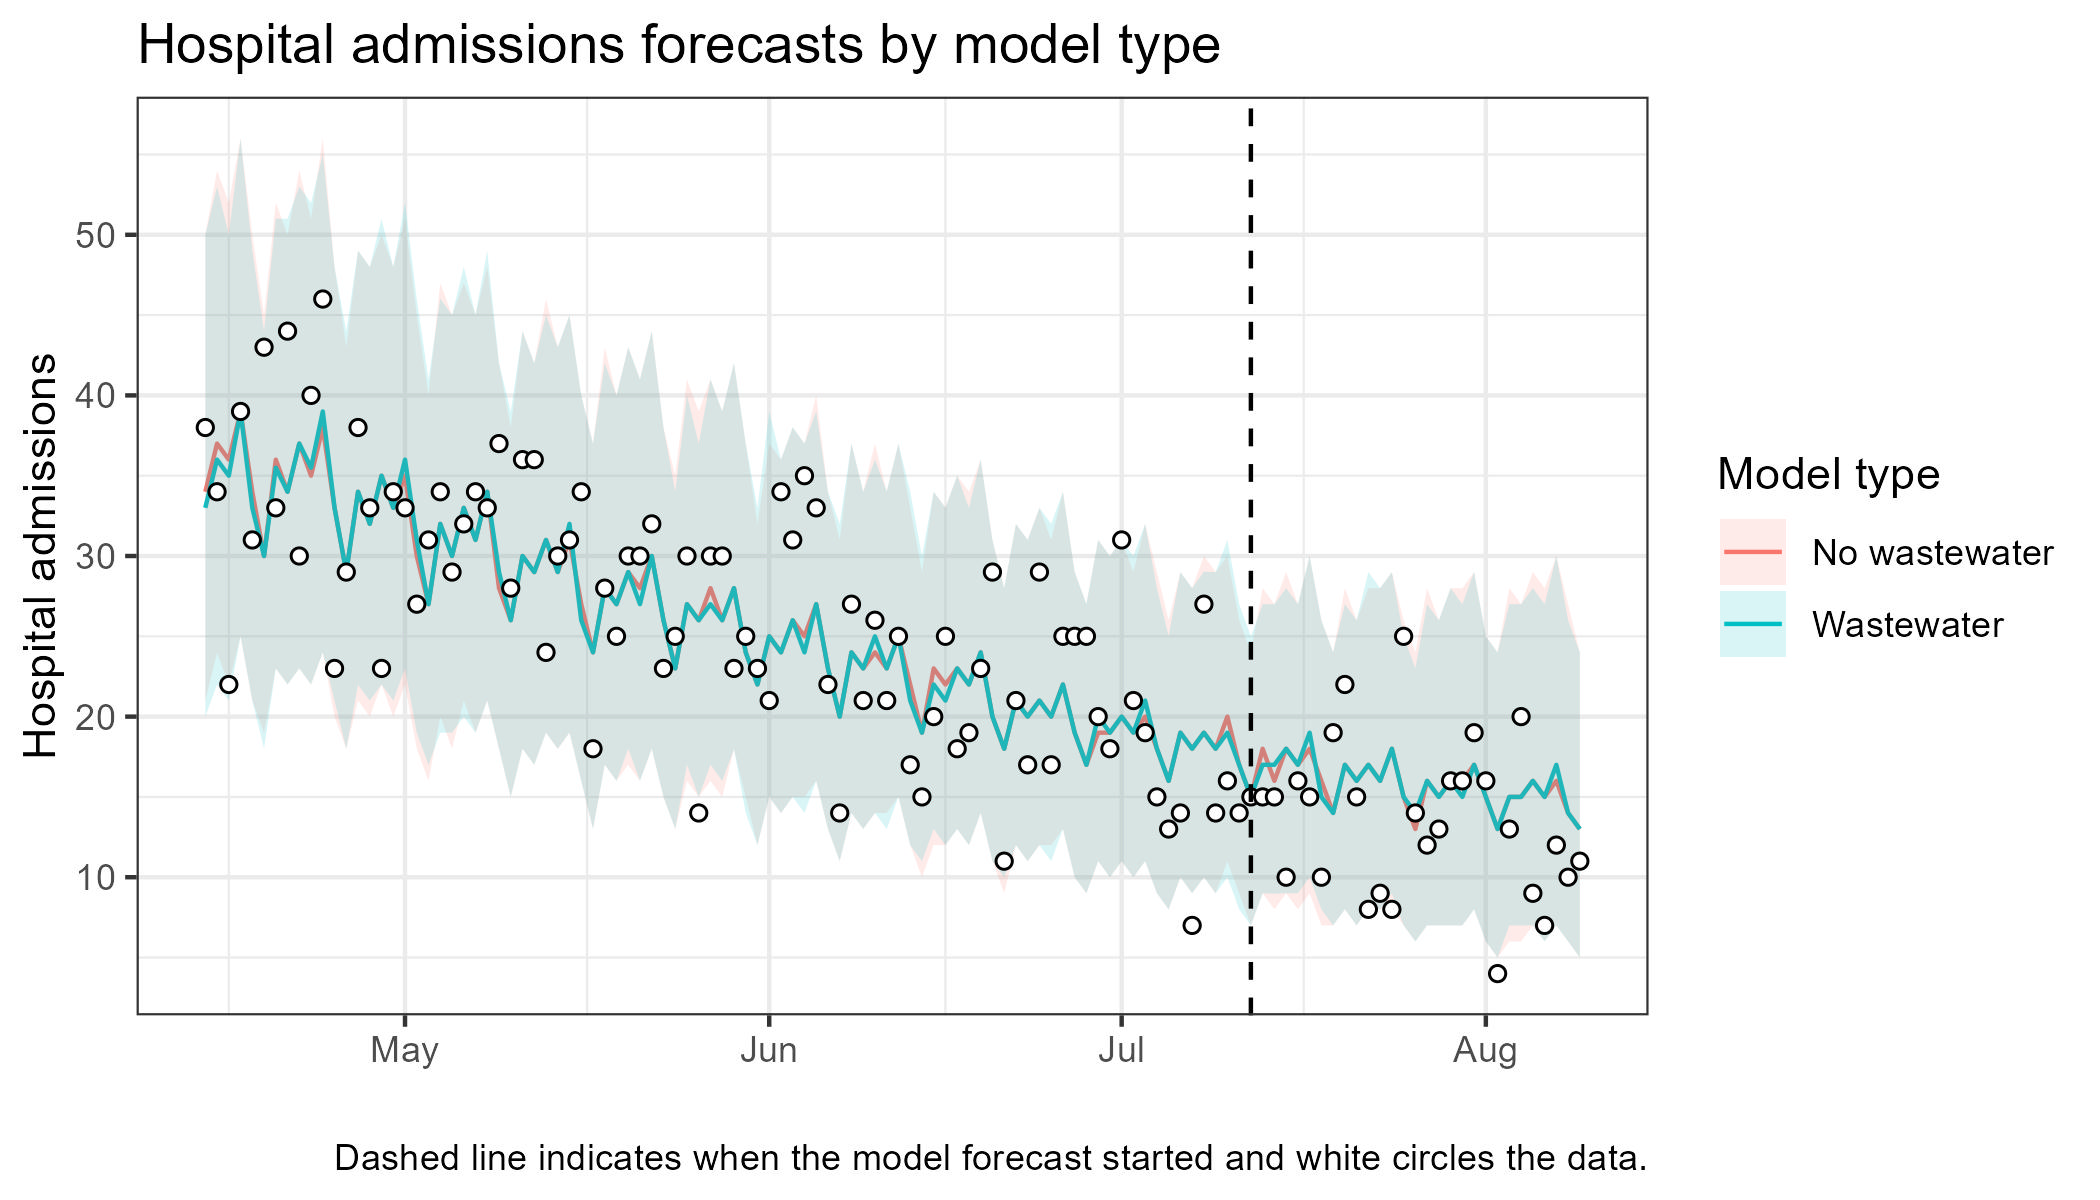 Hospital admissions forecasts by model type
Hospital admissions
50
40
30
20
10
May Jun Jul Aug
Model type
No wastewater
Wastewater
Dashed line indicates when the model forecast started and white circles the data.